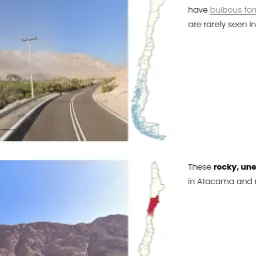 have bulbous for
are rarely seen in
These rocky, une
in Atacama and